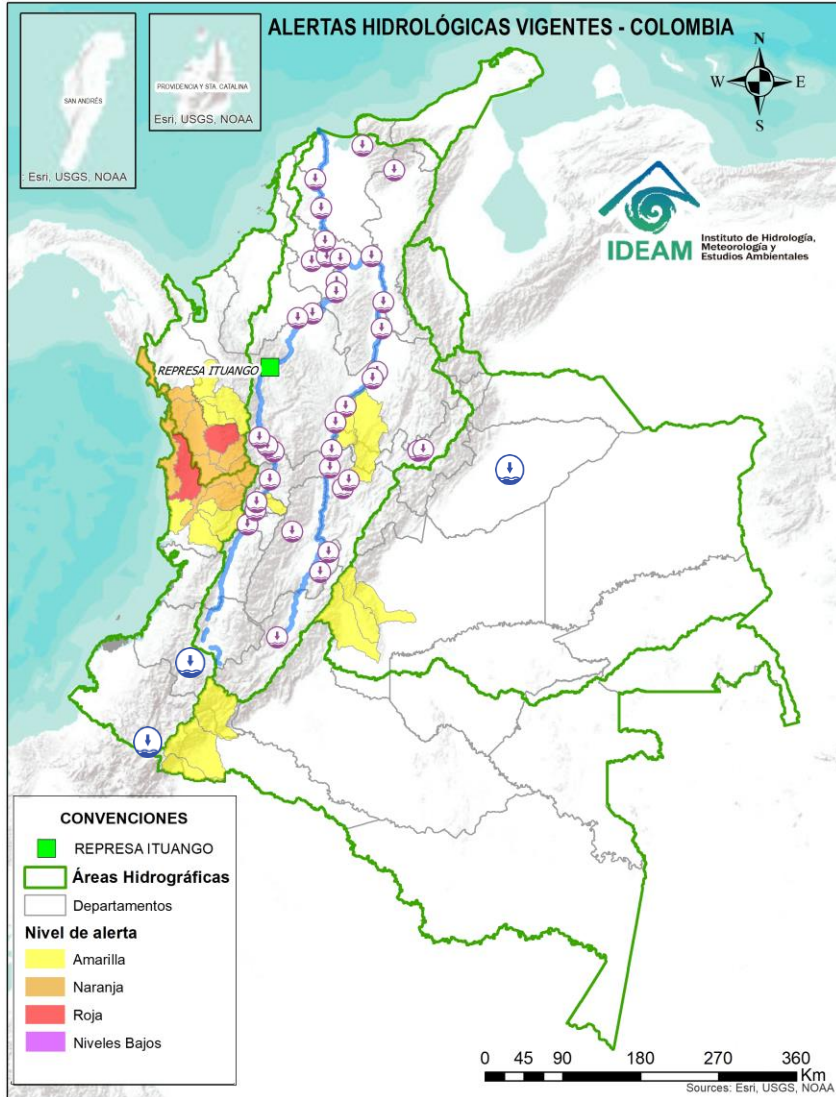 ALERTAS HIDROLÓGICAS VIGENTES - COLOMBIA
SAN ANDRÉS
: Esri, USGS, NOAA
PROVIDENCIA Y STA. CATALINA
Esri, USGS, NOAA
N
W
E
S
IDEAM
Instituto de Hidrología,
Meteorología y
Estudios Ambientales
REPRESA ITUANGO
CONVENCIONES
REPRESA ITUANGO
Áreas Hidrográficas
Departamentos
Nivel de alerta
Amarilla
Naranja
Roja
Niveles Bajos
0 45 90 180 270 360
Km
Sources: Esri, USGS, NOAA